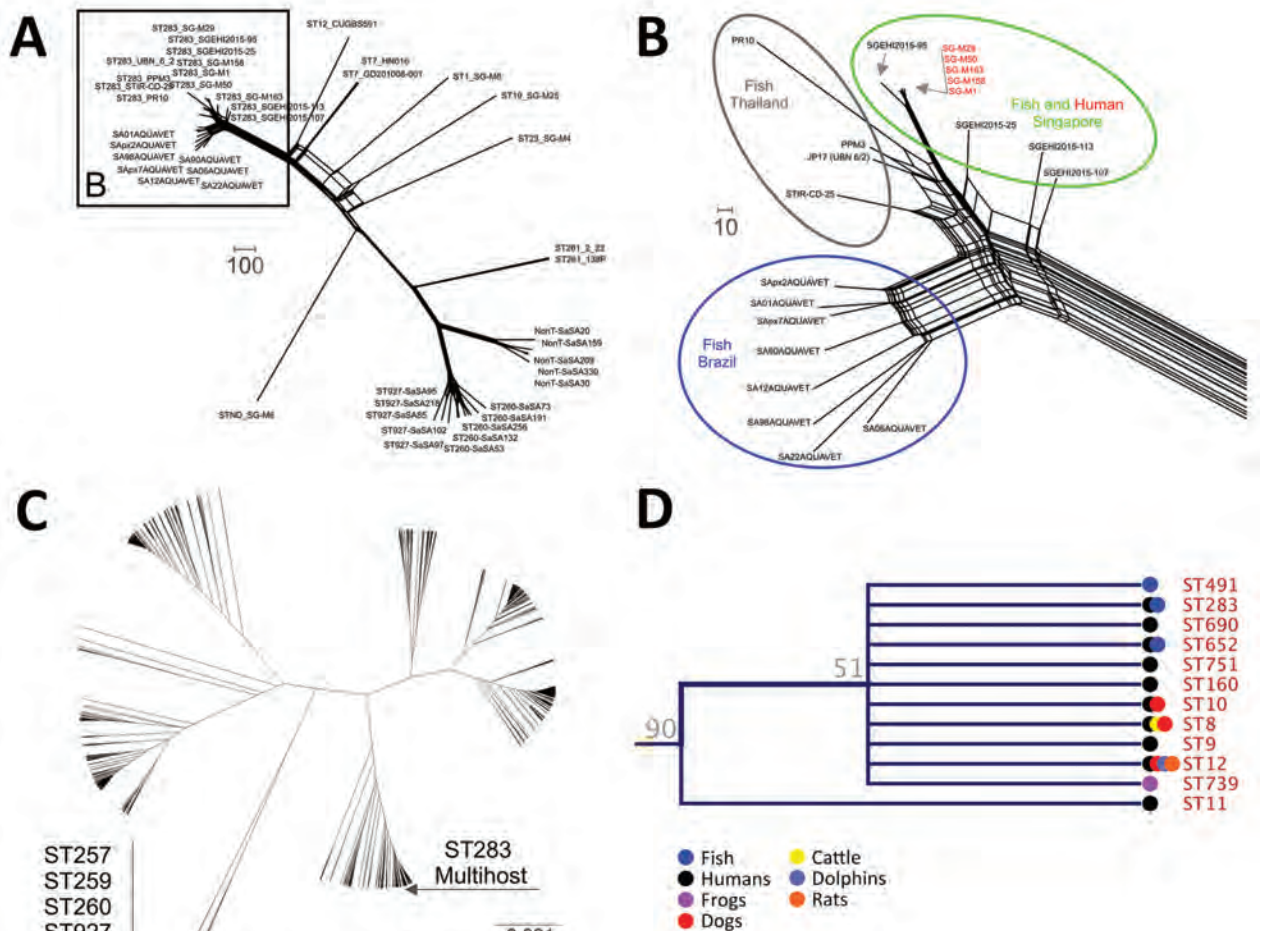 A
ST283_SG-M29
ST283_SGEHI2015-95
ST283_SGEHI2015-25
ST283_UBN_6_2
ST283_SG-M158
ST283_PPM3
ST283_SG-M1
ST283_STIR-CD-25
ST283_SG-M50
ST283_PR10
ST283_SG-M163
ST283_SGEHI2015-113
ST283_SGEHI2015-107
SA01AQUAVET
SApx2AQUAVET
SA98AQUAVET
SA90AQUAVET
SApx7AQUAVET
SA06AQUAVET
SA12AQUAVET
SA22AQUAVET
B
ST12_CUGBS591
ST7_HN016
ST7_GD201008-001
ST1_SG-M6
ST19_SG-M25
ST23_SG-M4
100
ST261_2_22
ST261_138P
NonT-SaSA20
NonT-SaSA159
NonT-SaSA209
NonT-SaSA330
NonT-SaSA30
ST927-SaSA95
ST927-SaSA218
ST927-SaSA85
ST927-SaSA102
ST927-SaSA97
ST260-SaSA73
ST260-SaSA191
ST260-SaSA256
ST260-SaSA132
ST260-SaSA53
B
PR10
Fish
Thailand
SGEHI2015-95
SG-M29
SG-M50
SG-M163
SG-M158
SG-M1
Fish and Human
Singapore
SGEHI2015-25
SGEHI2015-113
SGEHI2015-107
PPM3
JP17 (UBN 6/2)
STIR-CD-25
10
SApx2AQUAVET
SA01AQUAVET
SApx7AQUAVET
Fish
Brazil
SA12AQUAVET
SA06AQUAVET
SA22AQUAVET
C
ST283
Multihost
ST257
ST259
ST260
ST927
D
90
51
ST491
ST283
ST690
ST652
ST751
ST160
ST10
ST8
ST9
ST12
ST739
ST11
Fish
Humans
Frogs
Dogs
Cattle
Dolphins
Rats